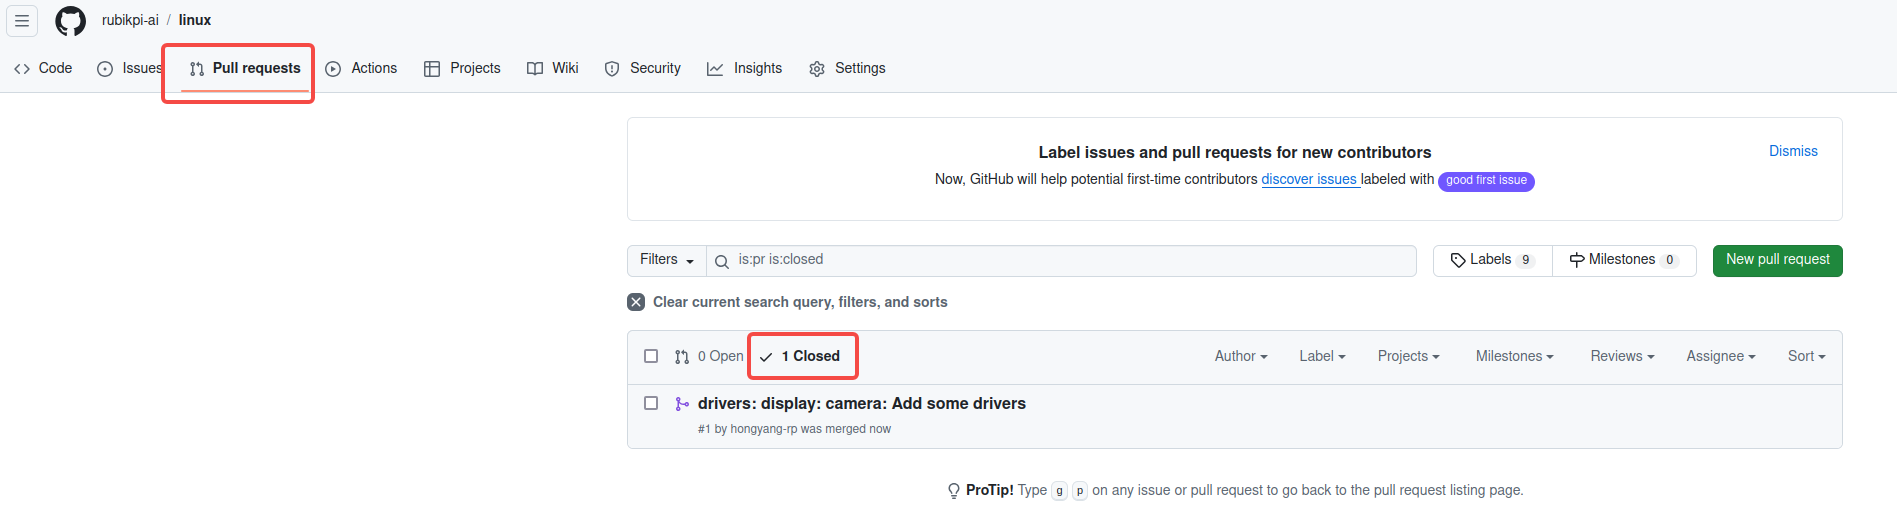 rubikpi-ai / linux
Code Issues Pull requests Actions Projects Wiki Security Insights Settings
Label issues and pull requests for new contributors
Dismiss
Now, GitHub will help potential first-time contributors discover issues labeled with good first issue
Filters is:pr is:closed Labels 9 Milestones 0 New pull request
Clear current search query, filters, and sorts
0 Open 1 Closed Author Label Projects Milestones Reviews Assignee Sort
drivers: display: camera: Add some drivers
#1 by hongyang-rp was merged now
ProTip! Type g p on any issue or pull request to go back to the pull request listing page.